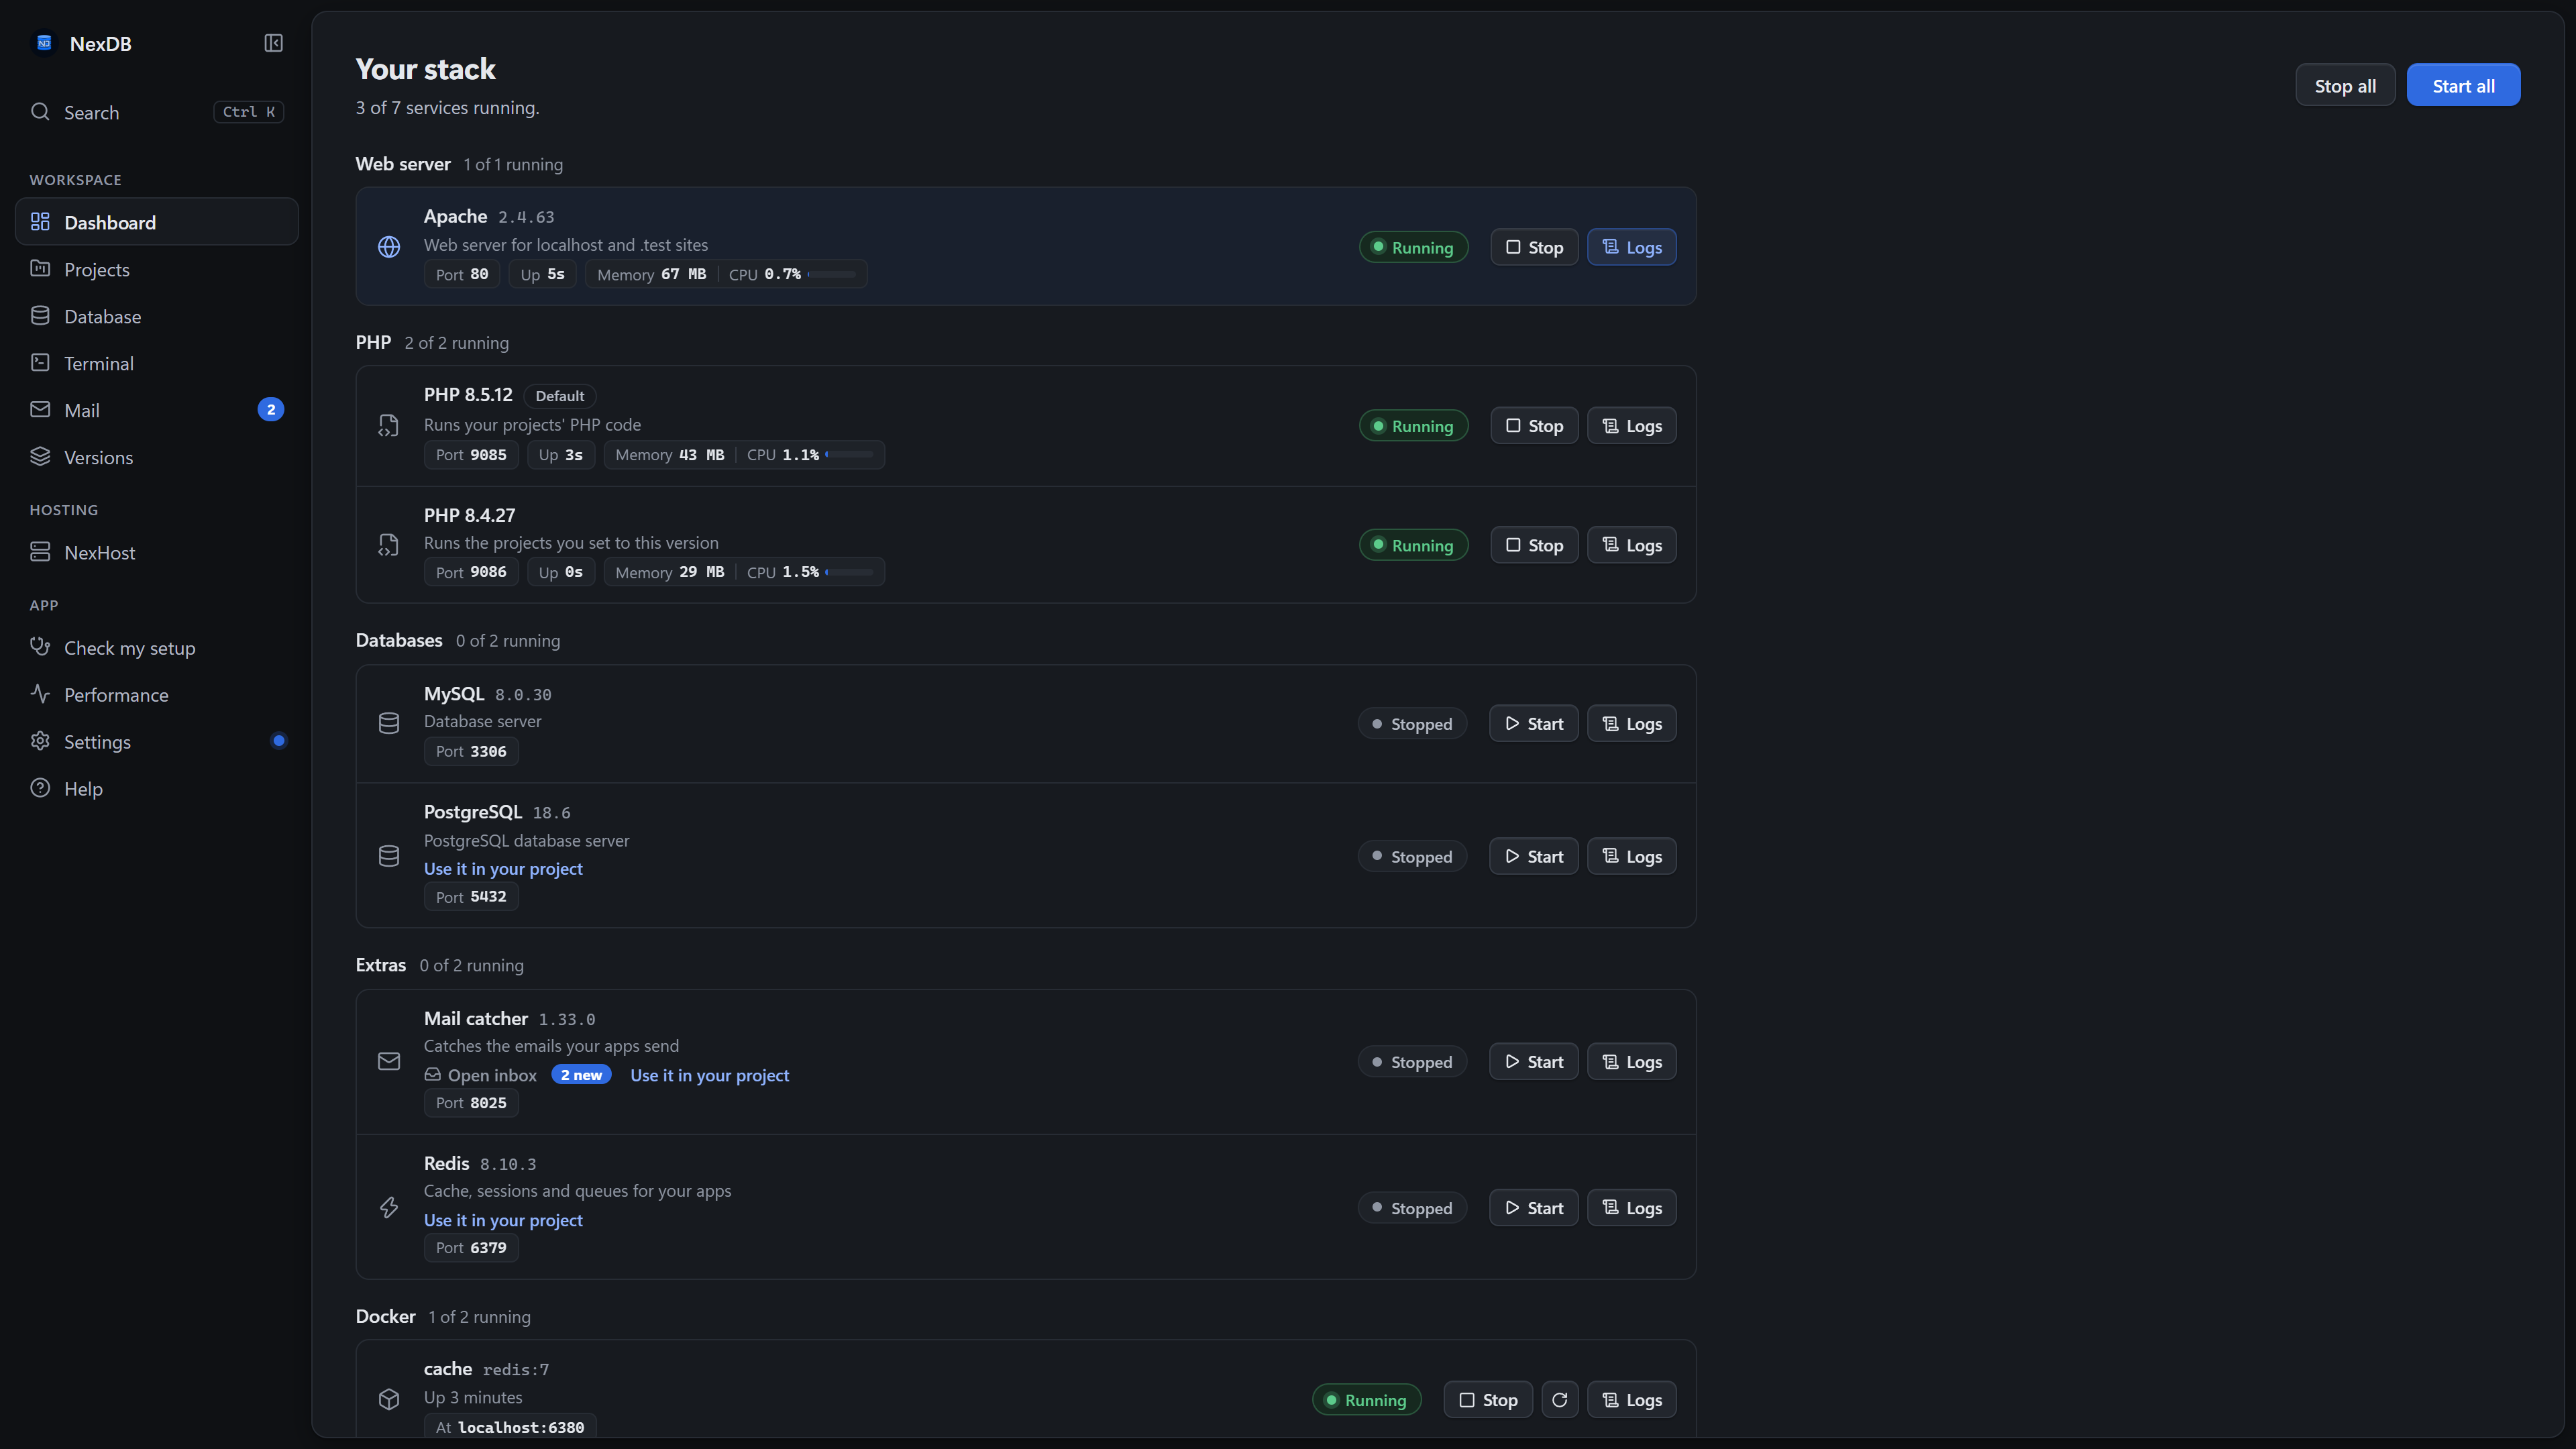 NexDB
Search Ctrl K
WORKSPACE
Dashboard
Projects
Database
Terminal
Mail 2
Versions
HOSTING
NexHost
APP
Check my setup
Performance
Settings
Help
Your stack
3 of 7 services running.
Stop all Start all
Web server 1 of 1 running
Apache 2.4.63
Web server for localhost and .test sites
Port 80 Up 5s Memory 67 MB CPU 0.7%
Running Stop Logs
PHP 2 of 2 running
PHP 8.5.12 Default
Runs your projects' PHP code
Port 9085 Up 3s Memory 43 MB CPU 1.1%
Running Stop Logs
PHP 8.4.27
Runs the projects you set to this version
Port 9086 Up 0s Memory 29 MB CPU 1.5%
Running Stop Logs
Databases 0 of 2 running
MySQL 8.0.30
Database server
Port 3306
Stopped Start Logs
PostgreSQL 18.6
PostgreSQL database server
Use it in your project
Port 5432
Stopped Start Logs
Extras 0 of 2 running
Mail catcher 1.33.0
Catches the emails your apps send
Open inbox 2 new Use it in your project
Port 8025
Stopped Start Logs
Redis 8.10.3
Cache, sessions and queues for your apps
Use it in your project
Port 6379
Stopped Start Logs
Docker 1 of 2 running
cache redis:7
Up 3 minutes
At localhost:6380
Running Stop Logs